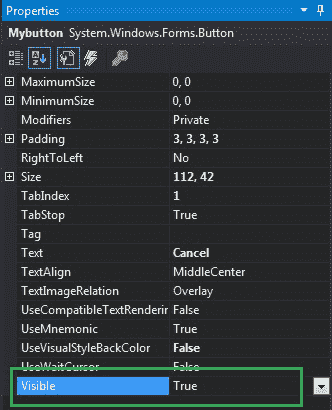 Properties
Mybutton System.Windows.Forms.Button
MaximumSize 0, 0
MinimumSize 0, 0
Modifiers Private
Padding 3, 3, 3, 3
RightToLeft No
Size 112, 42
TabIndex 1
TabStop True
Tag
Text Cancel
TextAlign MiddleCenter
TextImageRelation Overlay
UseCompatibleTextRenderin False
UseMnemonic True
UseVisualStyleBackColor False
UseWaitCursor False
Visible True